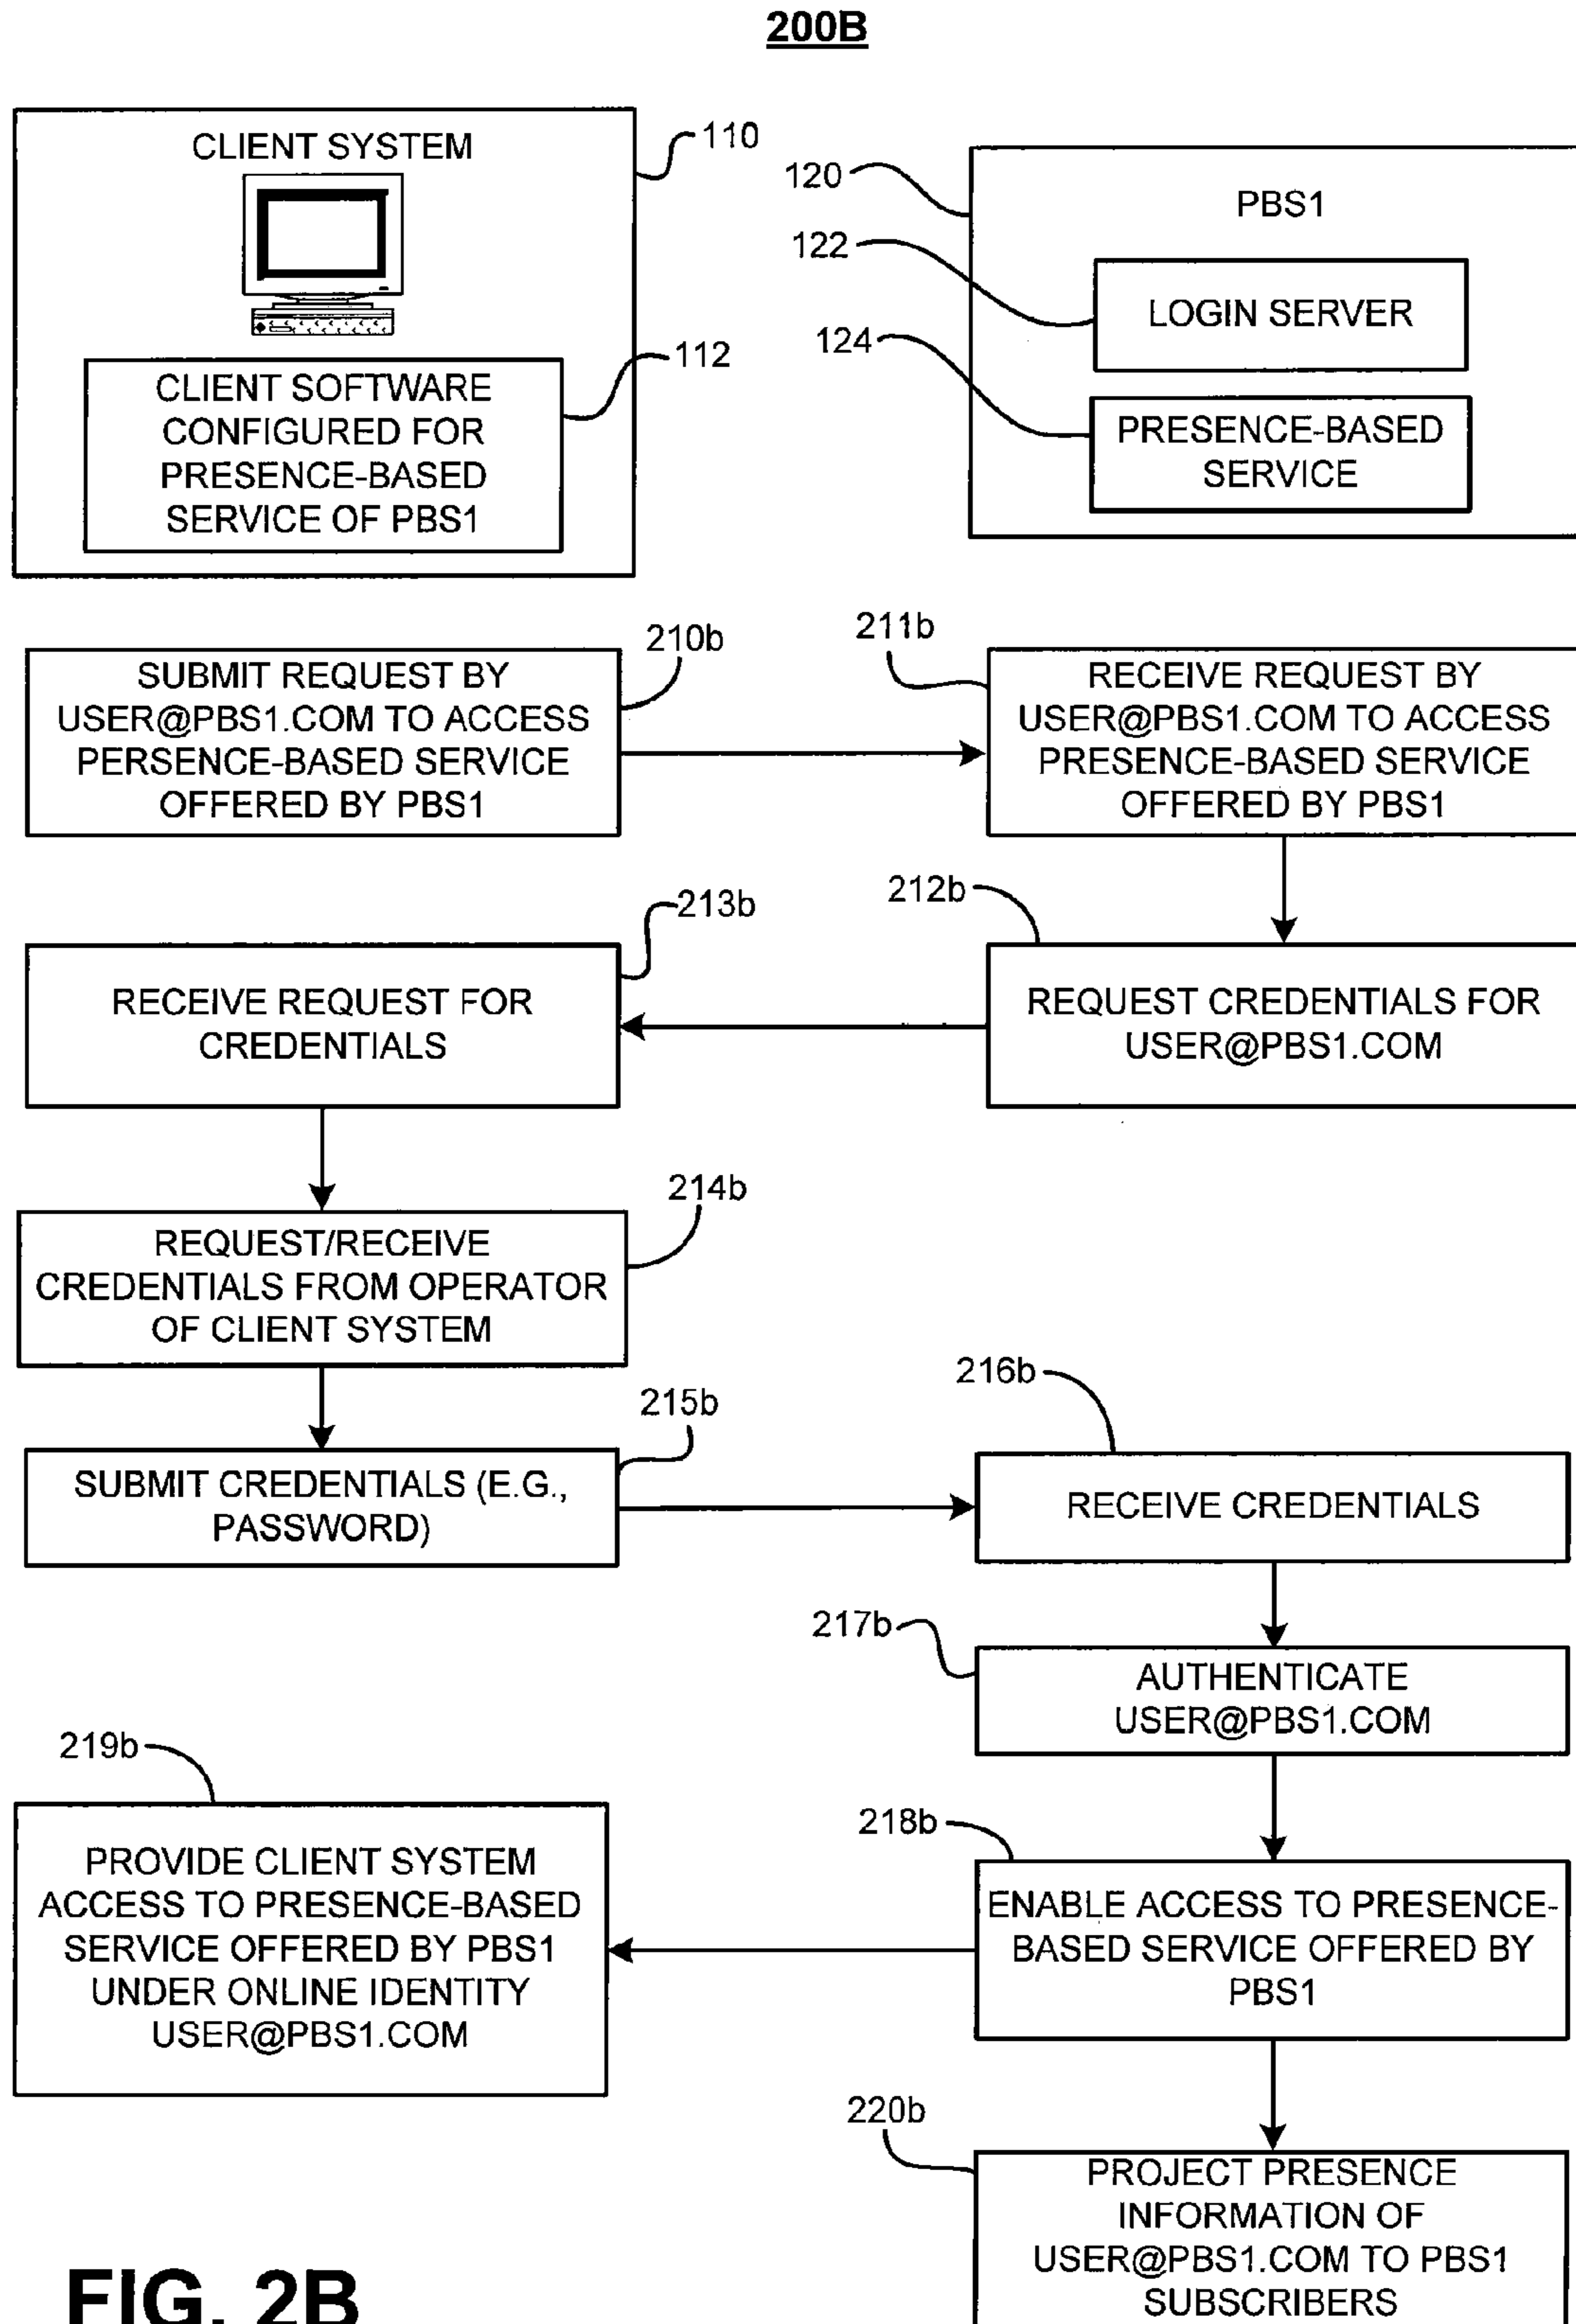 200B
CLIENT SYSTEM
110
CLIENT SOFTWARE
CONFIGURED FOR
PRESENCE-BASED
SERVICE OF PBS1
112
120
PBS1
122
LOGIN SERVER
124
PRESENCE-BASED
SERVICE
210b
SUBMIT REQUEST BY
USER@PBS1.COM TO ACCESS
PERSENCE-BASED SERVICE
OFFERED BY PBS1
211b
RECEIVE REQUEST BY
USER@PBS1.COM TO ACCESS
PRESENCE-BASED SERVICE
OFFERED BY PBS1
212b
REQUEST CREDENTIALS FOR
USER@PBS1.COM
213b
RECEIVE REQUEST FOR
CREDENTIALS
214b
REQUEST/RECEIVE
CREDENTIALS FROM OPERATOR
OF CLIENT SYSTEM
215b
SUBMIT CREDENTIALS (E.G.,
PASSWORD)
216b
RECEIVE CREDENTIALS
217b
AUTHENTICATE
USER@PBS1.COM
218b
ENABLE ACCESS TO PRESENCE-
BASED SERVICE OFFERED BY
PBS1
219b
PROVIDE CLIENT SYSTEM
ACCESS TO PRESENCE-BASED
SERVICE OFFERED BY PBS1
UNDER ONLINE IDENTITY
USER@PBS1.COM
220b
PROJECT PRESENCE
INFORMATION OF
USER@PBS1.COM TO PBS1
SUBSCRIBERS
FIG. 2B